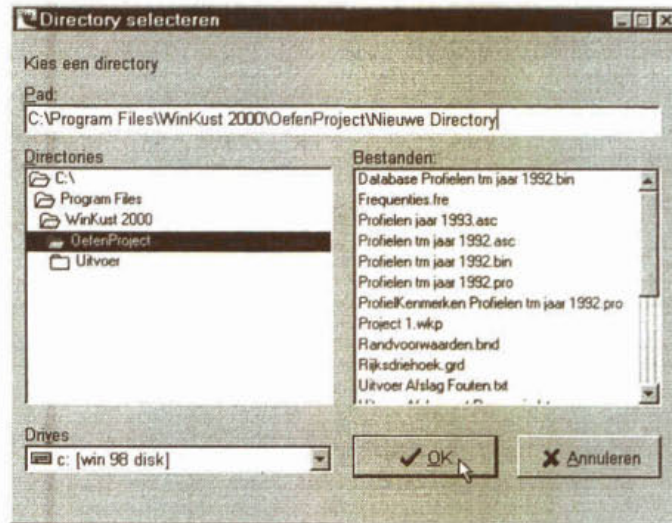 Directory selecteren
Kies een directory
Pad:
C:\Program Files\WinKust 2000\OefenProject\Nieuwe Directory
Directories
C:\
Program Files
WinKust 2000
OefenProject
Uitvoer
Bestanden:
Database Profielen tm jaar 1992.bin
Frequenties.fre
Profielen jaar 1993.asc
Profielen tm jaar 1992.asc
Profielen tm jaar 1992.bin
Profielen tm jaar 1992.pro
ProfielKenmerken Profielen tm jaar 1992.pro
Project 1.wkp
Randvoorwaarden.bnd
Rijksdriehoek.grd
Uitvoer Afslag Fouten.txt
Drives
c: [win 98 disk]
OK
Annuleren